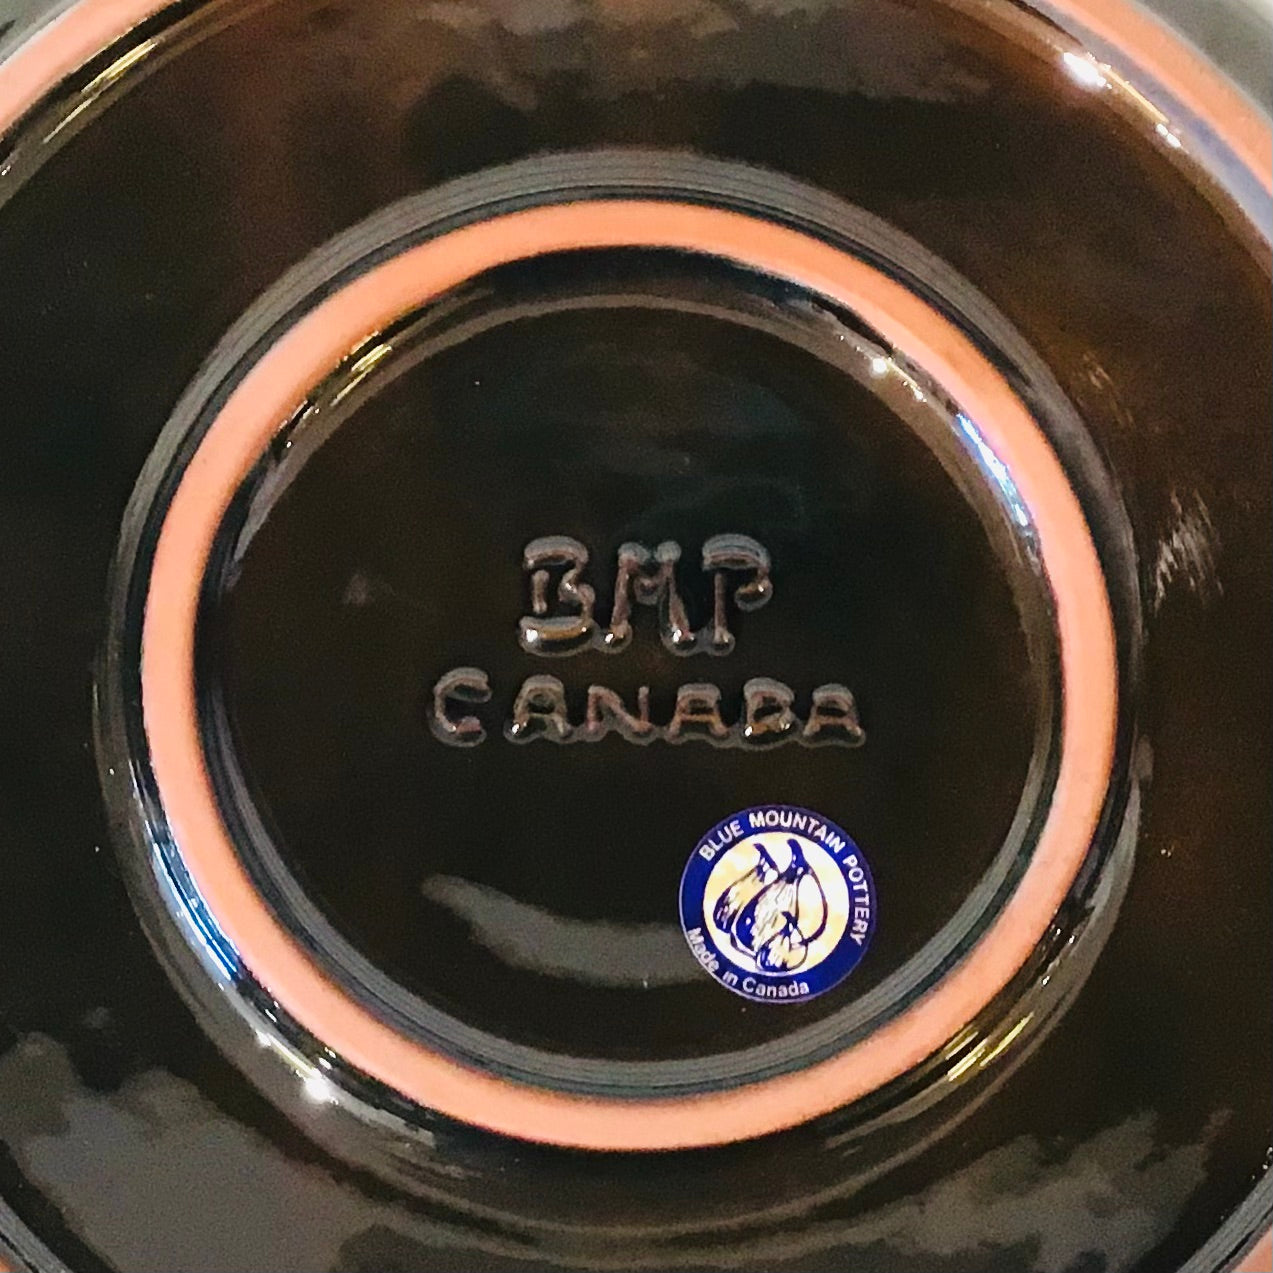 BMP
CANADA
BLUE MOUNTAIN POTTERY
Made in Canada